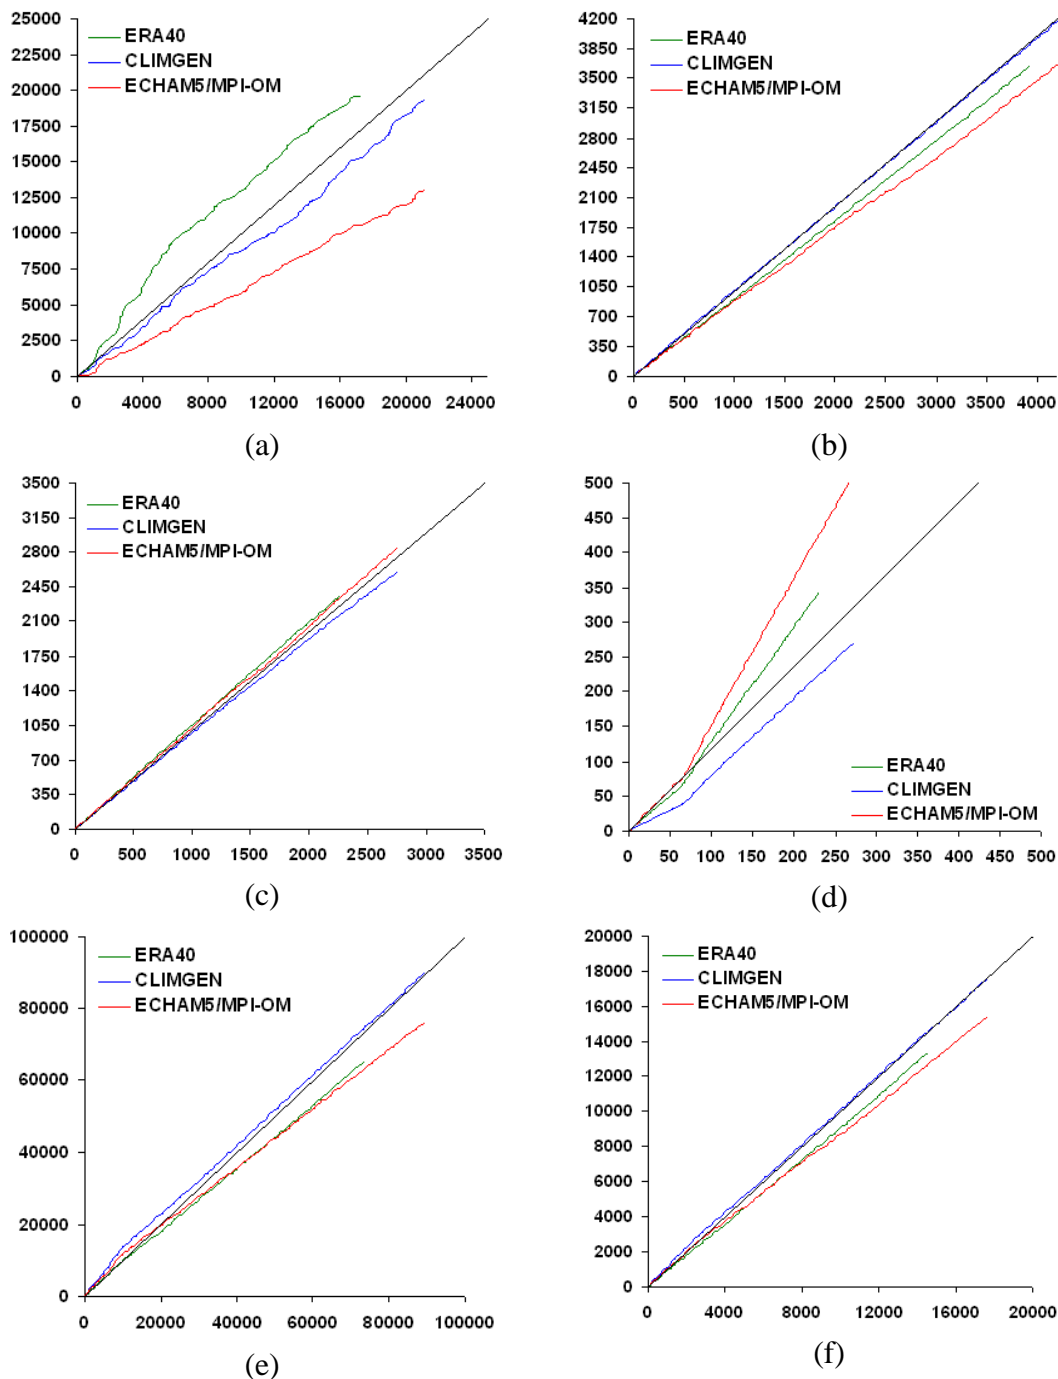 25000
22500
20000
17500
15000
12500
10000
7500
5000
2500
0
ERA40
CLIMGEN
ECHAM5/MPI-OM
0 4000 8000 12000 16000 20000 24000
(a)
4200
3850
3500
3150
2800
2450
2100
1750
1400
1050
700
350
0
ERA40
CLIMGEN
ECHAM5/MPI-OM
0 500 1000 1500 2000 2500 3000 3500 4000
(b)
3500
3150
2800
2450
2100
1750
1400
1050
700
350
0
ERA40
CLIMGEN
ECHAM5/MPI-OM
0 500 1000 1500 2000 2500 3000 3500
(c)
500
450
400
350
300
250
200
150
100
50
0
ERA40
CLIMGEN
ECHAM5/MPI-OM
0 50 100 150 200 250 300 350 400 450 500
(d)
100000
80000
60000
40000
20000
0
ERA40
CLIMGEN
ECHAM5/MPI-OM
0 20000 40000 60000 80000 100000
(e)
20000
18000
16000
14000
12000
10000
8000
6000
4000
2000
0
ERA40
CLIMGEN
ECHAM5/MPI-OM
0 4000 8000 12000 16000 20000
(f)